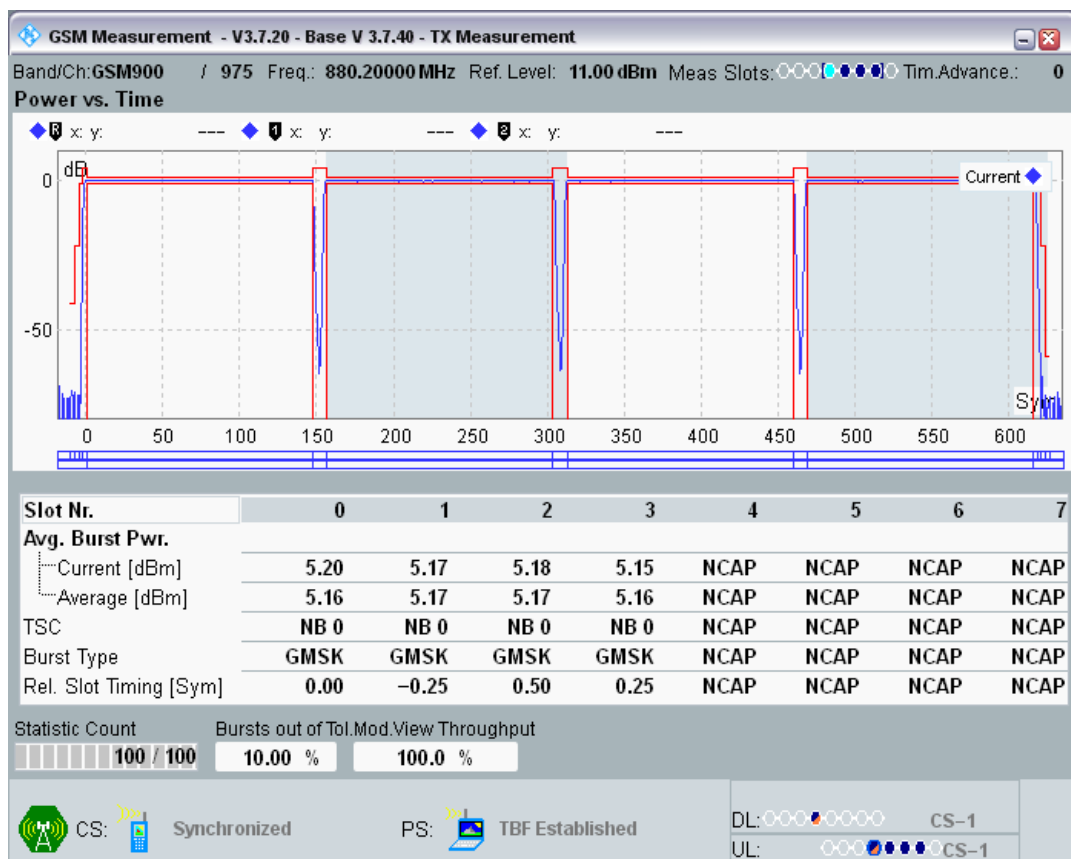 GSM Measurement - V3.7.20 - Base V 3.7.40 - TX Measurement
Band/Ch:GSM900 / 975 Freq.: 880.20000 MHz Ref. Level: 11.00 dBm Meas Slots: Tim.Advance.: 0
Power vs. Time
R x: y: --- 1 x: y: --- 2 x: y: ---
dB
Current
0
-50
Sym
0 50 100 150 200 250 300 350 400 450 500 550 600
Slot Nr. 0 1 2 3 4 5 6 7
Avg. Burst Pwr.
Current [dBm] 5.20 5.17 5.18 5.15 NCAP NCAP NCAP NCAP
Average [dBm] 5.16 5.17 5.17 5.16 NCAP NCAP NCAP NCAP
TSC NB 0 NB 0 NB 0 NB 0 NCAP NCAP NCAP NCAP
Burst Type GMSK GMSK GMSK GMSK NCAP NCAP NCAP NCAP
Rel. Slot Timing [Sym] 0.00 −0.25 0.50 0.25 NCAP NCAP NCAP NCAP
Statistic Count Bursts out of Tol.Mod.View Throughput
100 / 100 10.00 % 100.0 %
CS: Synchronized PS: TBF Established
DL: CS−1
UL: CS−1